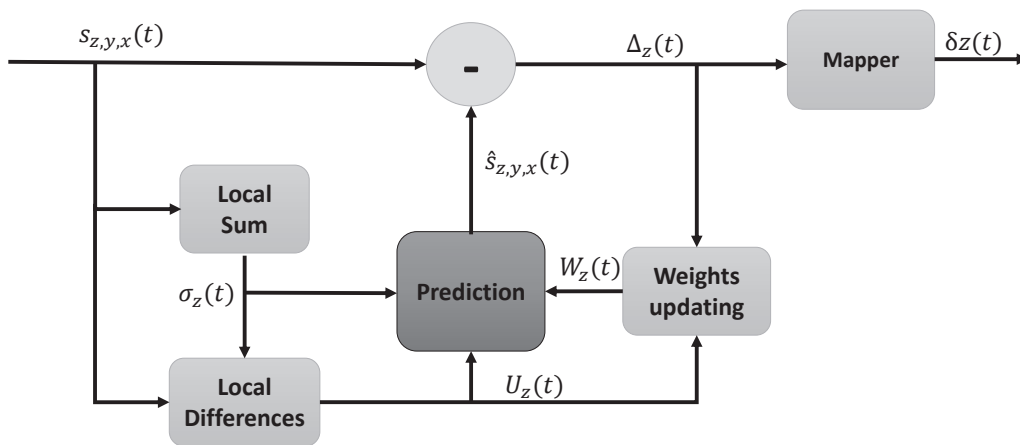 s_{z,y,x}(t)
Δ_z(t)
Mapper
δz(t)
-
ŝ_{z,y,x}(t)
Local
Sum
σ_z(t)
Prediction
W_z(t)
Weights
updating
Local
Differences
U_z(t)